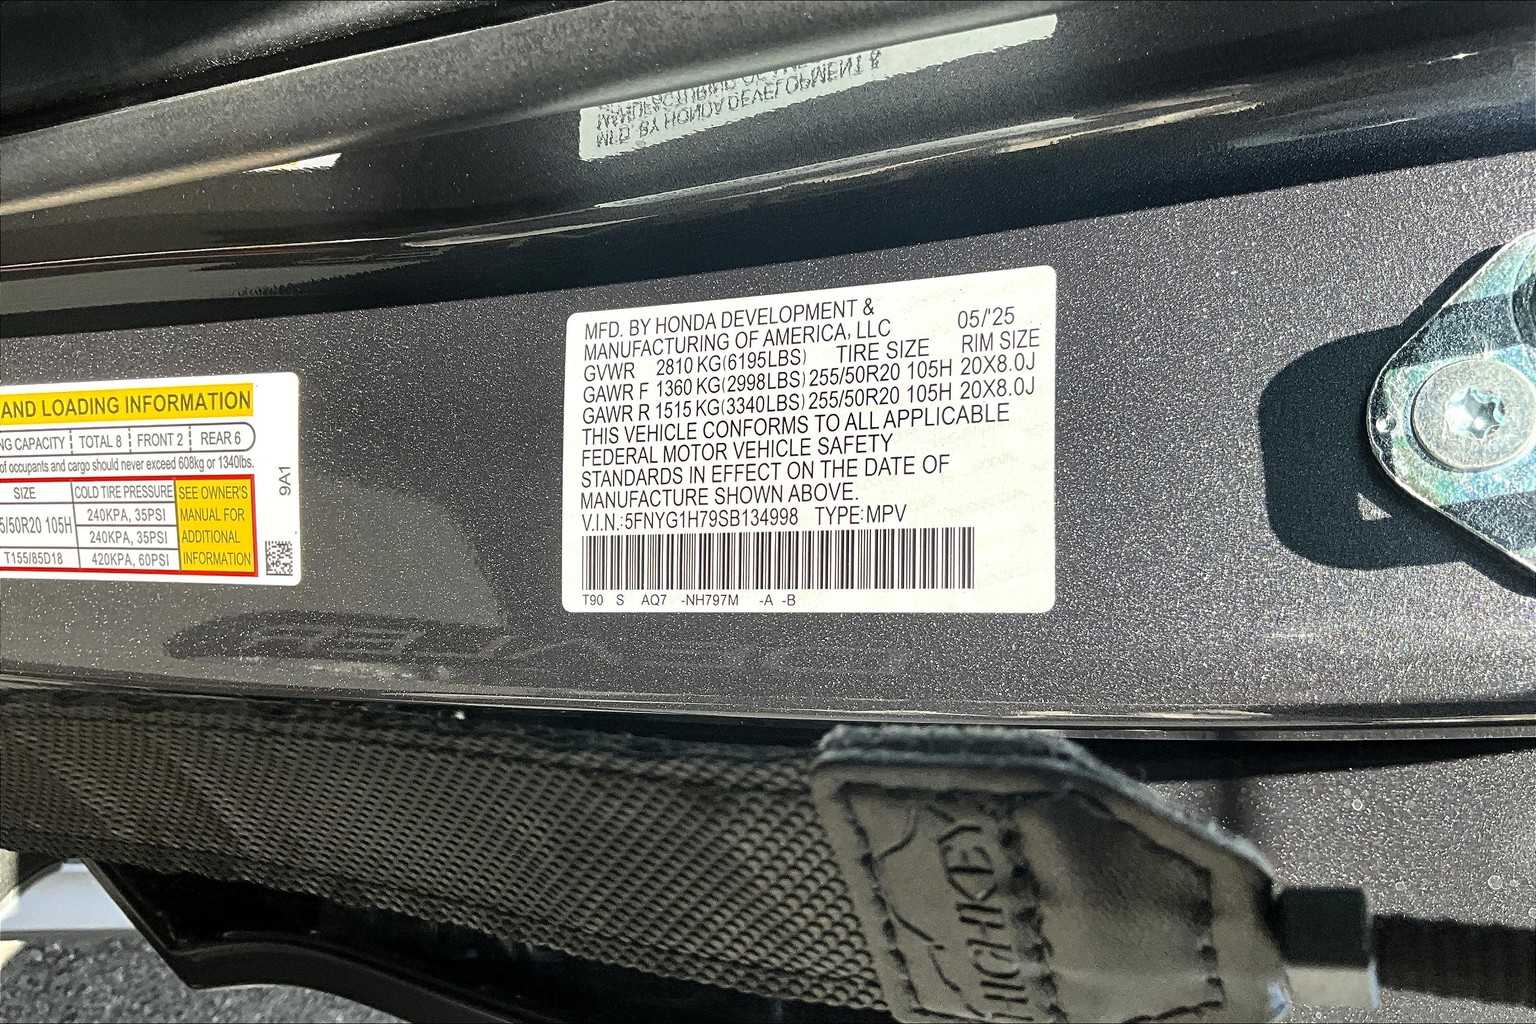 MFD. BY HONDA DEVELOPMENT &
MANUFACTURING OF AMERICA, LLC 05/'25
GVWR 2810 KG(6195LBS) TIRE SIZE RIM SIZE
GAWR F 1360 KG(2998LBS) 255/50R20 105H 20X8.0J
GAWR R 1515 KG(3340LBS) 255/50R20 105H 20X8.0J
THIS VEHICLE CONFORMS TO ALL APPLICABLE
FEDERAL MOTOR VEHICLE SAFETY
STANDARDS IN EFFECT ON THE DATE OF
MANUFACTURE SHOWN ABOVE.
V.I.N.:5FNYG1H79SB134998 TYPE:MPV
T90 S AQ7 -NH797M -A -B
AND LOADING INFORMATION
NG CAPACITY TOTAL 8 FRONT 2 REAR 6
of occupants and cargo should never exceed 608kg or 1340lbs.
SIZE COLD TIRE PRESSURE SEE OWNER'S
240KPA, 35PSI MANUAL FOR
5/50R20 105H 240KPA, 35PSI ADDITIONAL
T155/85D18 420KPA, 60PSI INFORMATION
9A1
HIGHKEY